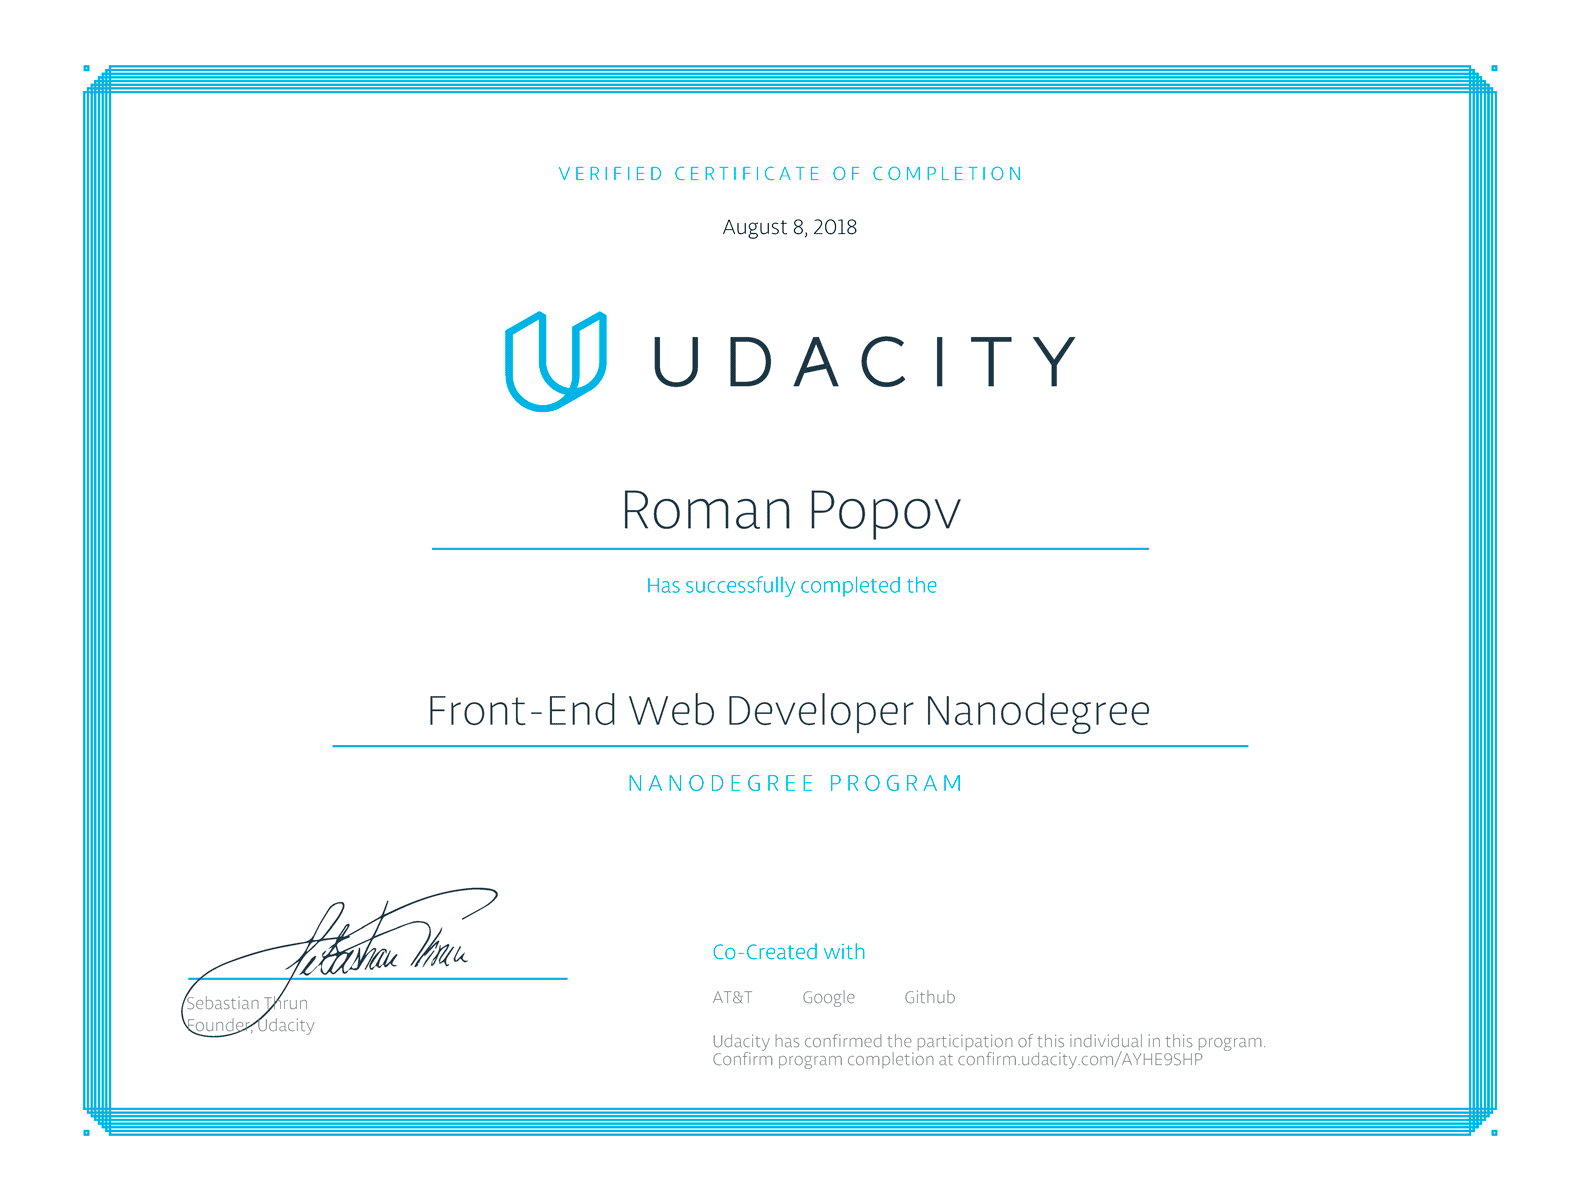 VERIFIED CERTIFICATE OF COMPLETION
August 8, 2018
UDACITY
Roman Popov
Has successfully completed the
Front-End Web Developer Nanodegree
NANODEGREE PROGRAM
Sebastian Thrun
Sebastian Thrun
Founder, Udacity
Co-Created with
AT&T Google Github
Udacity has confirmed the participation of this individual in this program.
Confirm program completion at confirm.udacity.com/AYHE9SHP